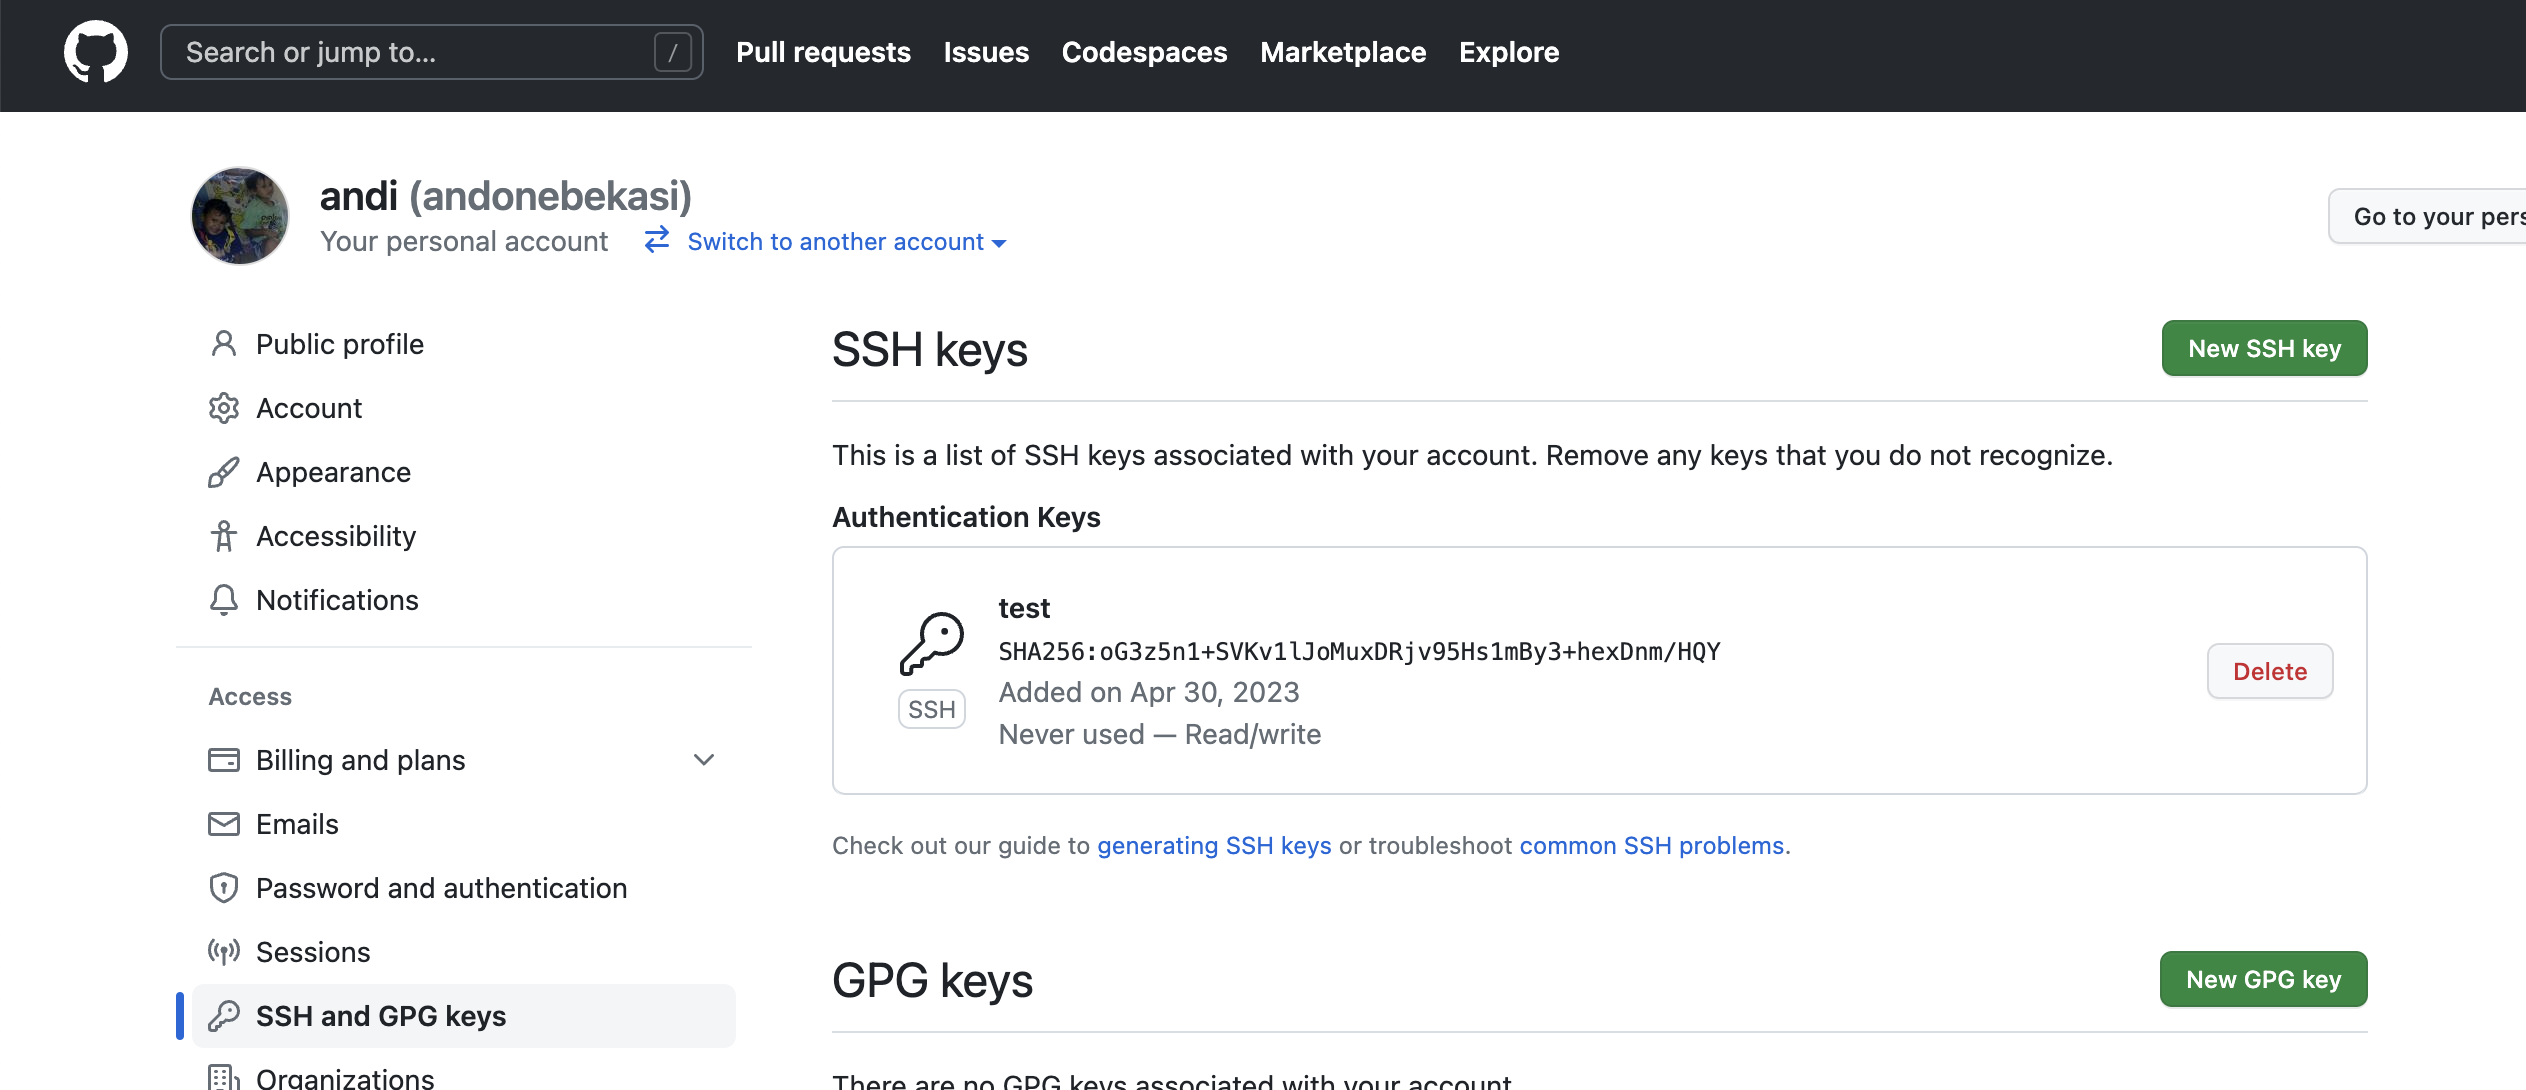 Search or jump to...
/
Pull requests
Issues
Codespaces
Marketplace
Explore
andi (andonebekasi)
Your personal account
Switch to another account
Go to your pers
Public profile
Account
Appearance
Accessibility
Notifications
Access
Billing and plans
Emails
Password and authentication
Sessions
SSH and GPG keys
Organizations
SSH keys
New SSH key
This is a list of SSH keys associated with your account. Remove any keys that you do not recognize.
Authentication Keys
test
SHA256:oG3z5n1+SVKv1lJoMuxDRjv95Hs1mBy3+hexDnm/HQY
SSH
Added on Apr 30, 2023
Never used — Read/write
Delete
Check out our guide to generating SSH keys or troubleshoot common SSH problems.
GPG keys
New GPG key
There are no GPG keys associated with your account.